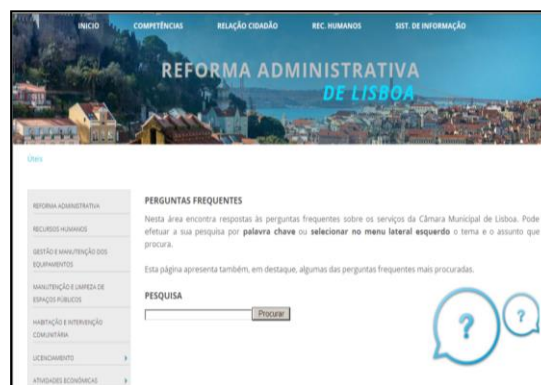 INICIO COMPETÊNCIAS RELAÇÃO CIDADÃO REC. HUMANOS SIST. DE INFORMAÇÃO
REFORMA ADMINISTRATIVA
DE LISBOA
Úteis
REFORMA ADMINISTRATIVA
RECURSOS HUMANOS
GESTÃO E MANUTENÇÃO DOS
EQUIPAMENTOS
MANUTENÇÃO E LIMPEZA DE
ESPAÇOS PÚBLICOS
HABITAÇÃO E INTERVENÇÃO
COMUNITÁRIA
LICENCIAMENTO
ATIVIDADES ECONÓMICAS
PERGUNTAS FREQUENTES
Nesta área encontra respostas às perguntas frequentes sobre os serviços da Câmara Municipal de Lisboa. Pode
efetuar a sua pesquisa por palavra chave ou selecionar no menu lateral esquerdo o tema e o assunto que
procura.
Esta página apresenta também, em destaque, algumas das perguntas frequentes mais procuradas.
PESQUISA
Procurar
? ?